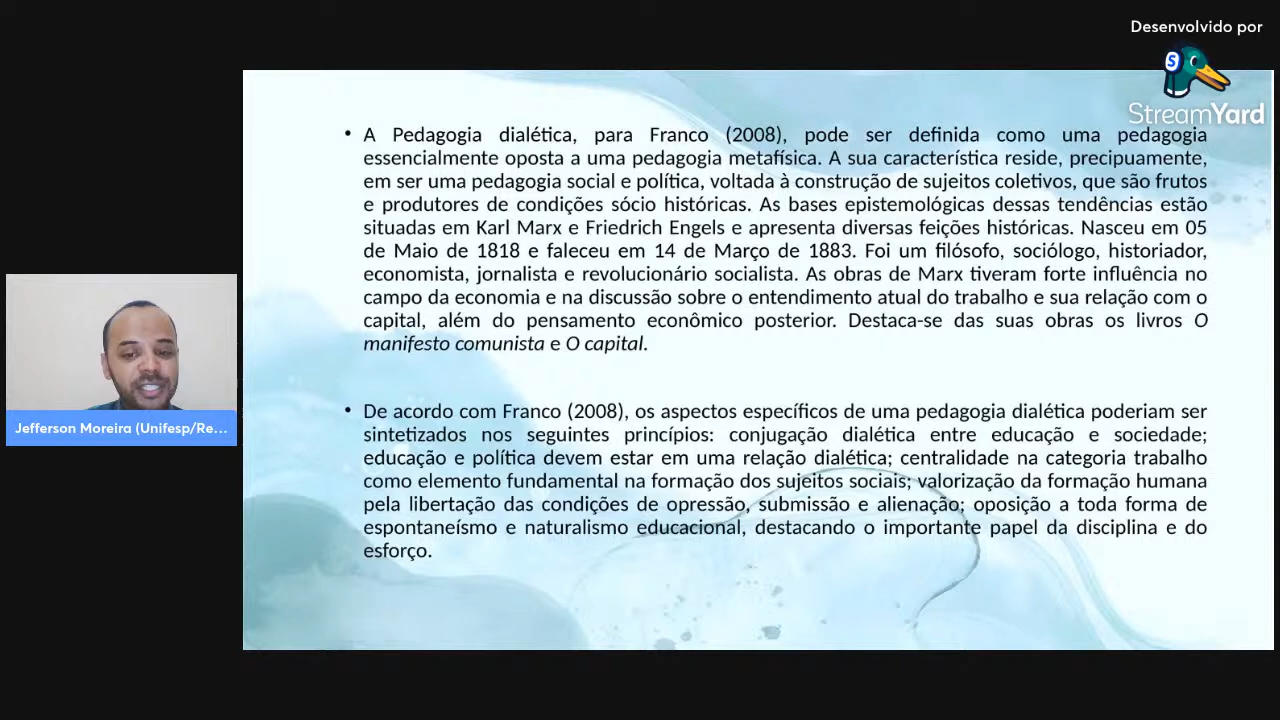 Desenvolvido por
StreamYard
• A Pedagogia dialética, para Franco (2008), pode ser definida como uma pedagogia
essencialmente oposta a uma pedagogia metafísica. A sua característica reside, precipuamente,
em ser uma pedagogia social e política, voltada à construção de sujeitos coletivos, que são frutos
e produtores de condições sócio históricas. As bases epistemológicas dessas tendências estão
situadas em Karl Marx e Friedrich Engels e apresenta diversas feições históricas. Nasceu em 05
de Maio de 1818 e faleceu em 14 de Março de 1883. Foi um filósofo, sociólogo, historiador,
economista, jornalista e revolucionário socialista. As obras de Marx tiveram forte influência no
campo da economia e na discussão sobre o entendimento atual do trabalho e sua relação com o
capital, além do pensamento econômico posterior. Destaca-se das suas obras os livros O
manifesto comunista e O capital.
• De acordo com Franco (2008), os aspectos específicos de uma pedagogia dialética poderiam ser
sintetizados nos seguintes princípios: conjugação dialética entre educação e sociedade;
educação e política devem estar em uma relação dialética; centralidade na categoria trabalho
como elemento fundamental na formação dos sujeitos sociais; valorização da formação humana
pela libertação das condições de opressão, submissão e alienação; oposição a toda forma de
espontaneísmo e naturalismo educacional, destacando o importante papel da disciplina e do
esforço.
Jefferson Moreira (Unifesp/Re...